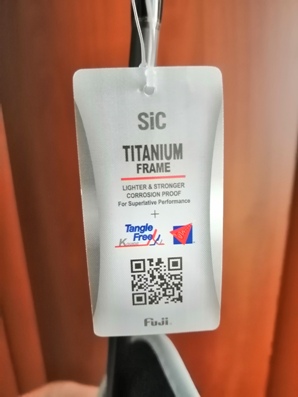 SiC
TITANIUM
FRAME
LIGHTER & STRONGER
CORROSION PROOF
For Superlative Performance
+
Tangle
Free
Fuji